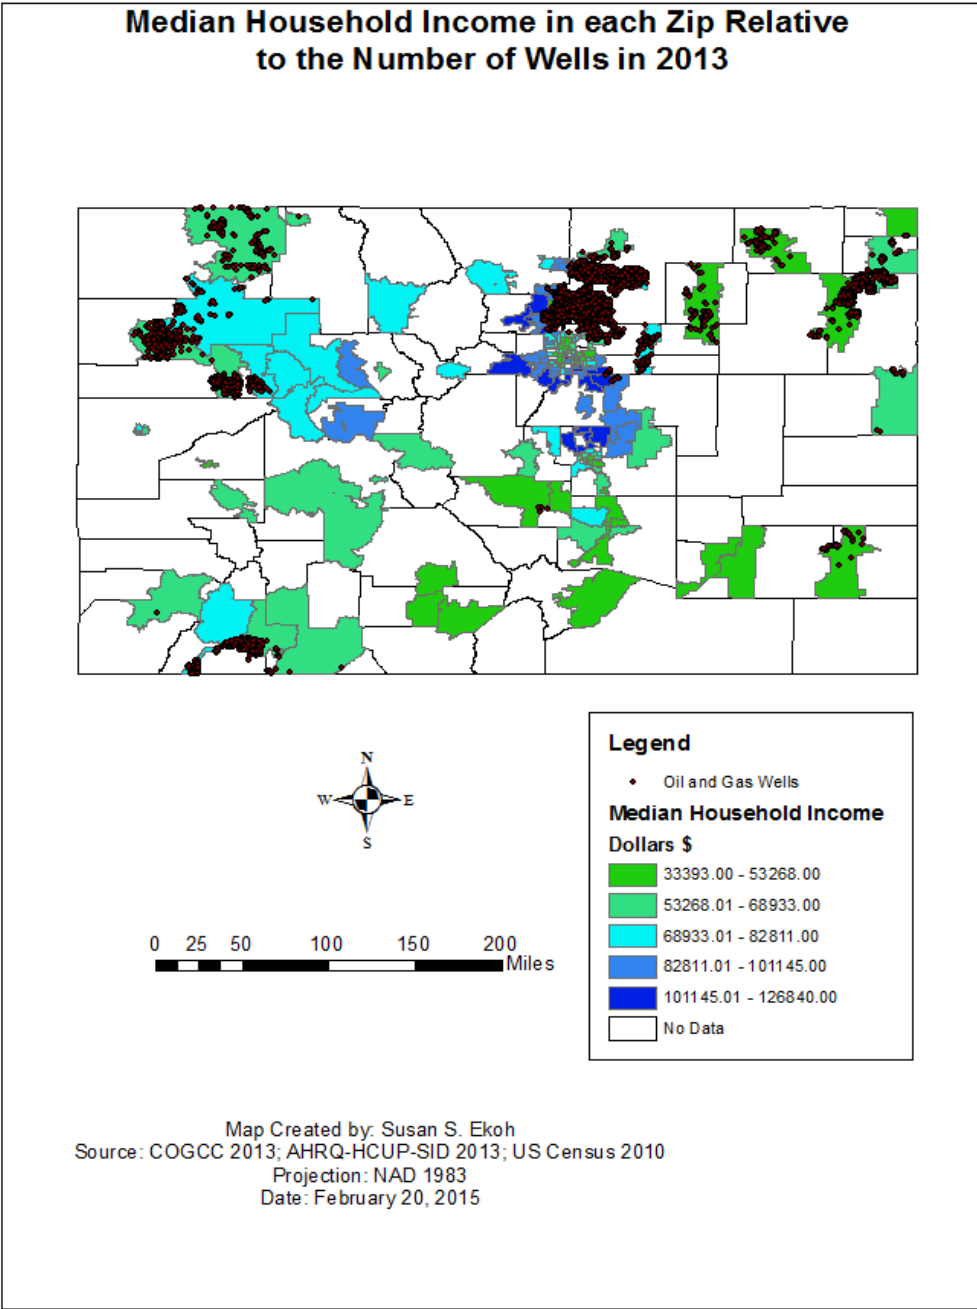 Median Household Income in each Zip Relative
to the Number of Wells in 2013
N
W E
S
0 25 50 100 150 200
Miles
Legend
Oil and Gas Wells
Median Household Income
Dollars $
33393.00 - 53268.00
53268.01 - 68933.00
68933.01 - 82811.00
82811.01 - 101145.00
101145.01 - 126840.00
No Data
Map Created by: Susan S. Ekoh
Source: COGCC 2013; AHRQ-HCUP-SID 2013; US Census 2010
Projection: NAD 1983
Date: February 20, 2015